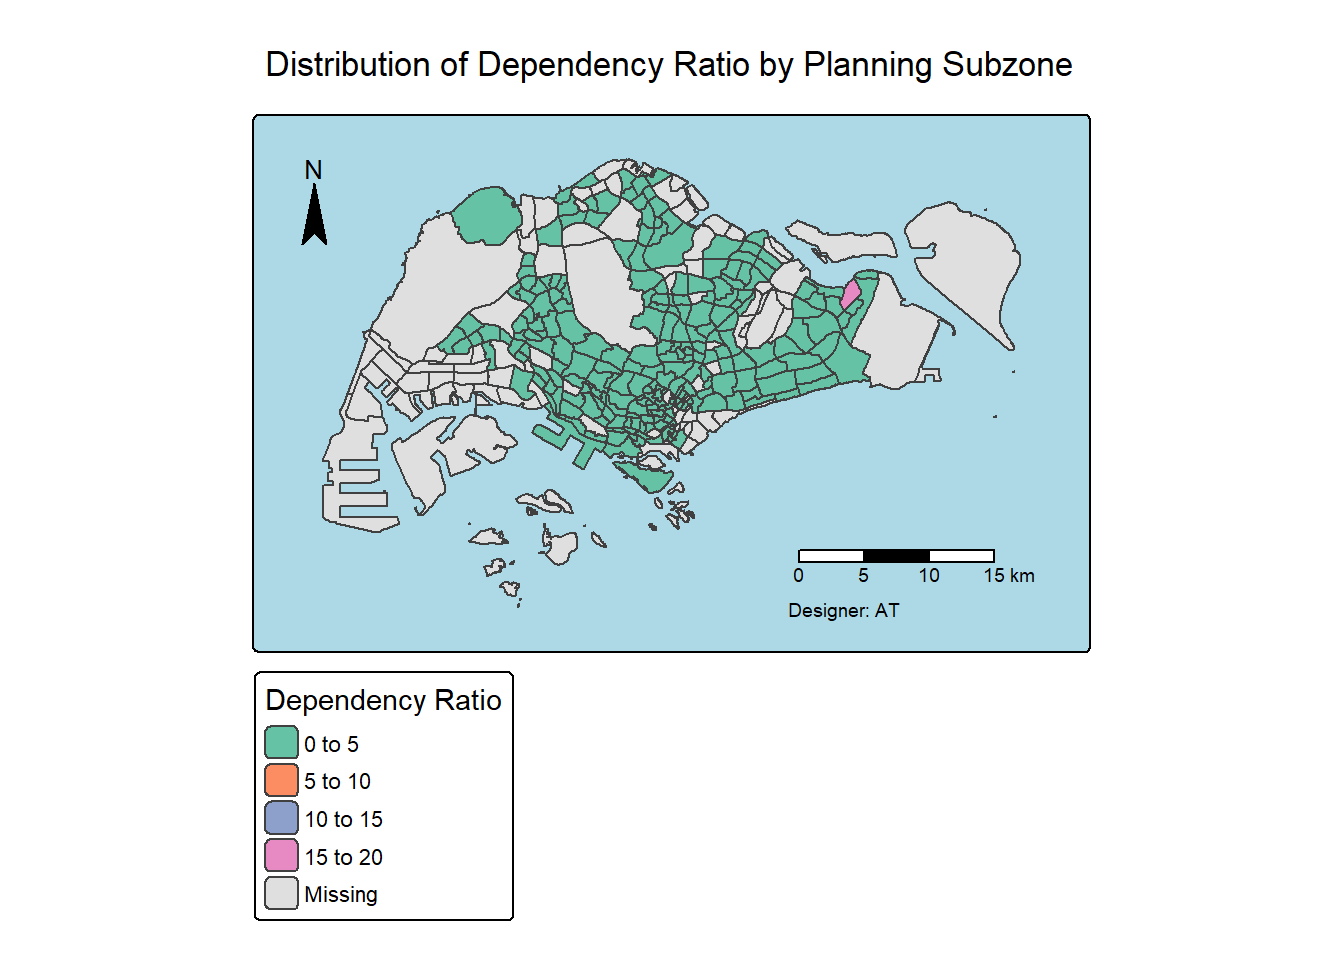 Distribution of Dependency Ratio by Planning Subzone
N
0 5 10 15 km
Designer: AT
Dependency Ratio
0 to 5
5 to 10
10 to 15
15 to 20
Missing